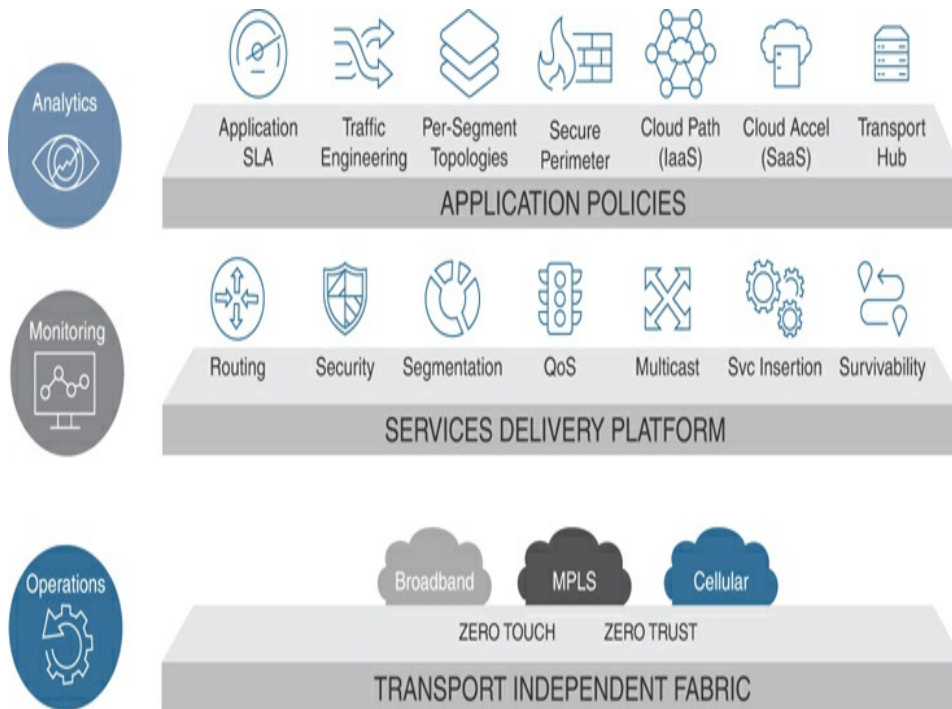 Analytics
Application SLA
Traffic Engineering
Per-Segment Topologies
Secure Perimeter
Cloud Path (IaaS)
Cloud Accel (SaaS)
Transport Hub
APPLICATION POLICIES
Monitoring
Routing
Security
Segmentation
QoS
Multicast
Svc Insertion
Survivability
SERVICES DELIVERY PLATFORM
Operations
Broadband
MPLS
Cellular
ZERO TOUCH
ZERO TRUST
TRANSPORT INDEPENDENT FABRIC